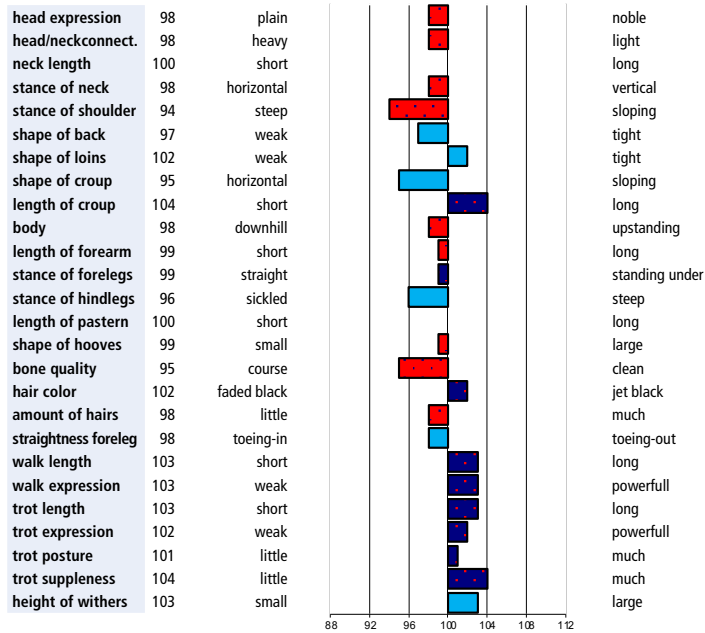 head expression 98 plain noble
head/neckconnect. 98 heavy light
neck length 100 short long
stance of neck 98 horizontal vertical
stance of shoulder 94 steep sloping
shape of back 97 weak tight
shape of loins 102 weak tight
shape of croup 95 horizontal sloping
length of croup 104 short long
body 98 downhill upstanding
length of forearm 99 short long
stance of forelegs 99 straight standing under
stance of hindlegs 96 sickled steep
length of pastern 100 short long
shape of hooves 99 small large
bone quality 95 course clean
hair color 102 faded black jet black
amount of hairs 98 little much
straightness foreleg 98 toeing-in toeing-out
walk length 103 short long
walk expression 103 weak powerfull
trot length 103 short long
trot expression 102 weak powerfull
trot posture 101 little much
trot suppleness 104 little much
height of withers 103 small large
88 92 96 100 104 108 112